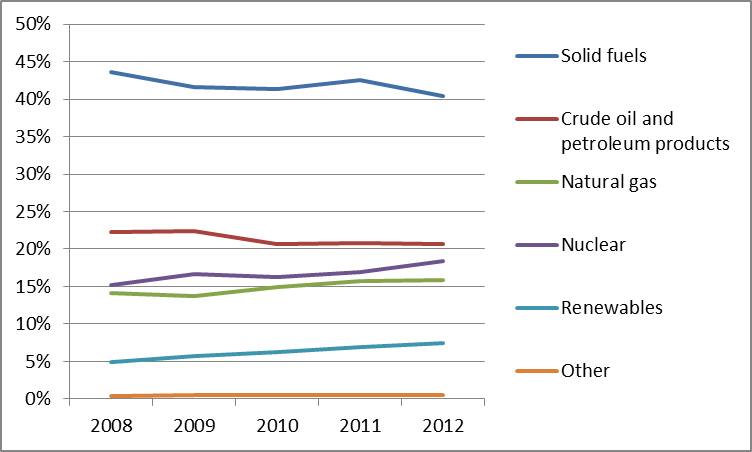 50%
45%
40%
35%
30%
25%
20%
15%
10%
5%
0%
2008 2009 2010 2011 2012
Solid fuels
Crude oil and
petroleum products
Natural gas
Nuclear
Renewables
Other